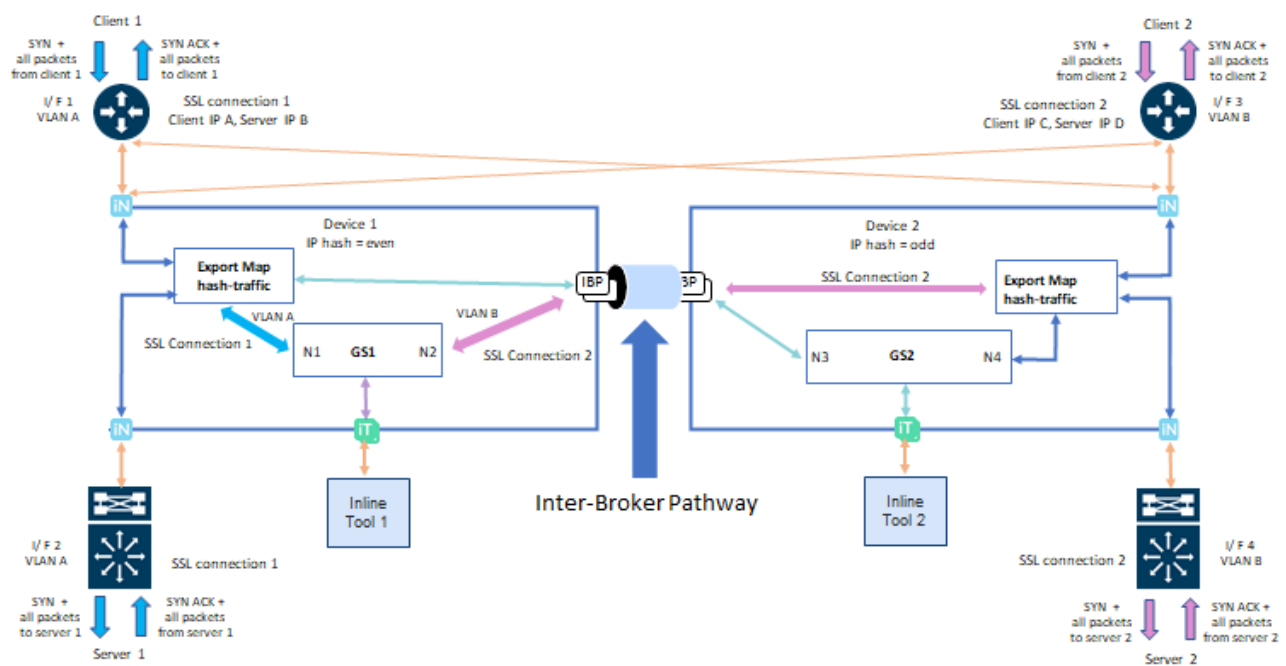 Client 1
SYN +
all packets
from client 1
SYN ACK +
all packets
to client 1
I/ F 1
VLAN A
SSL connection 1
Client IP A, Server IP B
Client 2
SYN +
all packets
from client 2
SYN ACK +
all packets
to client 2
SSL connection 2
Client IP C, Server IP D
I/ F 3
VLAN B
iN
iN
Device 1
IP hash = even
Export Map
hash-traffic
VLAN A
SSL Connection 1
N1
GS1
N2
VLAN B
SSL Connection 2
IBP
BP
Device 2
IP hash = odd
SSL Connection 2
Export Map
hash-traffic
N3
GS2
N4
iN
iT
iT
iN
Inline
Tool 1
Inter-Broker Pathway
Inline
Tool 2
I/ F 2
VLAN A
SSL connection 1
SYN +
all packets
to server 1
SYN ACK +
all packets
from server 1
Server 1
SSL connection 2
I/ F 4
VLAN B
SYN +
all packets
to server 2
SYN ACK +
all packets
from server 2
Server 2